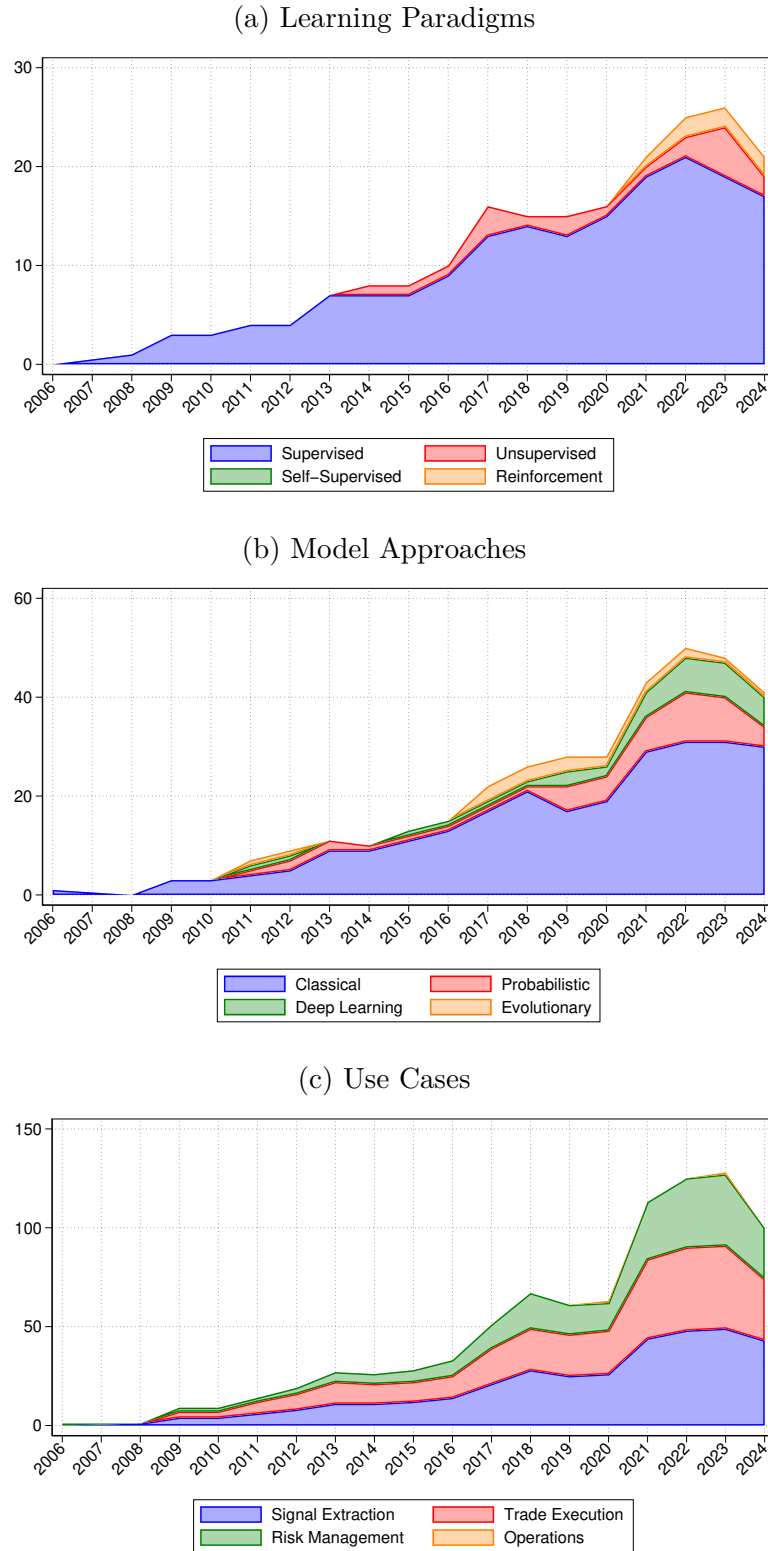 (a) Learning Paradigms
30
20
10
0
2006 2007 2008 2009 2010 2011 2012 2013 2014 2015 2016 2017 2018 2019 2020 2021 2022 2023 2024
Supervised Unsupervised
Self−Supervised Reinforcement
(b) Model Approaches
60
40
20
0
2006 2007 2008 2009 2010 2011 2012 2013 2014 2015 2016 2017 2018 2019 2020 2021 2022 2023 2024
Classical Probabilistic
Deep Learning Evolutionary
(c) Use Cases
150
100
50
0
2006 2007 2008 2009 2010 2011 2012 2013 2014 2015 2016 2017 2018 2019 2020 2021 2022 2023 2024
Signal Extraction Trade Execution
Risk Management Operations